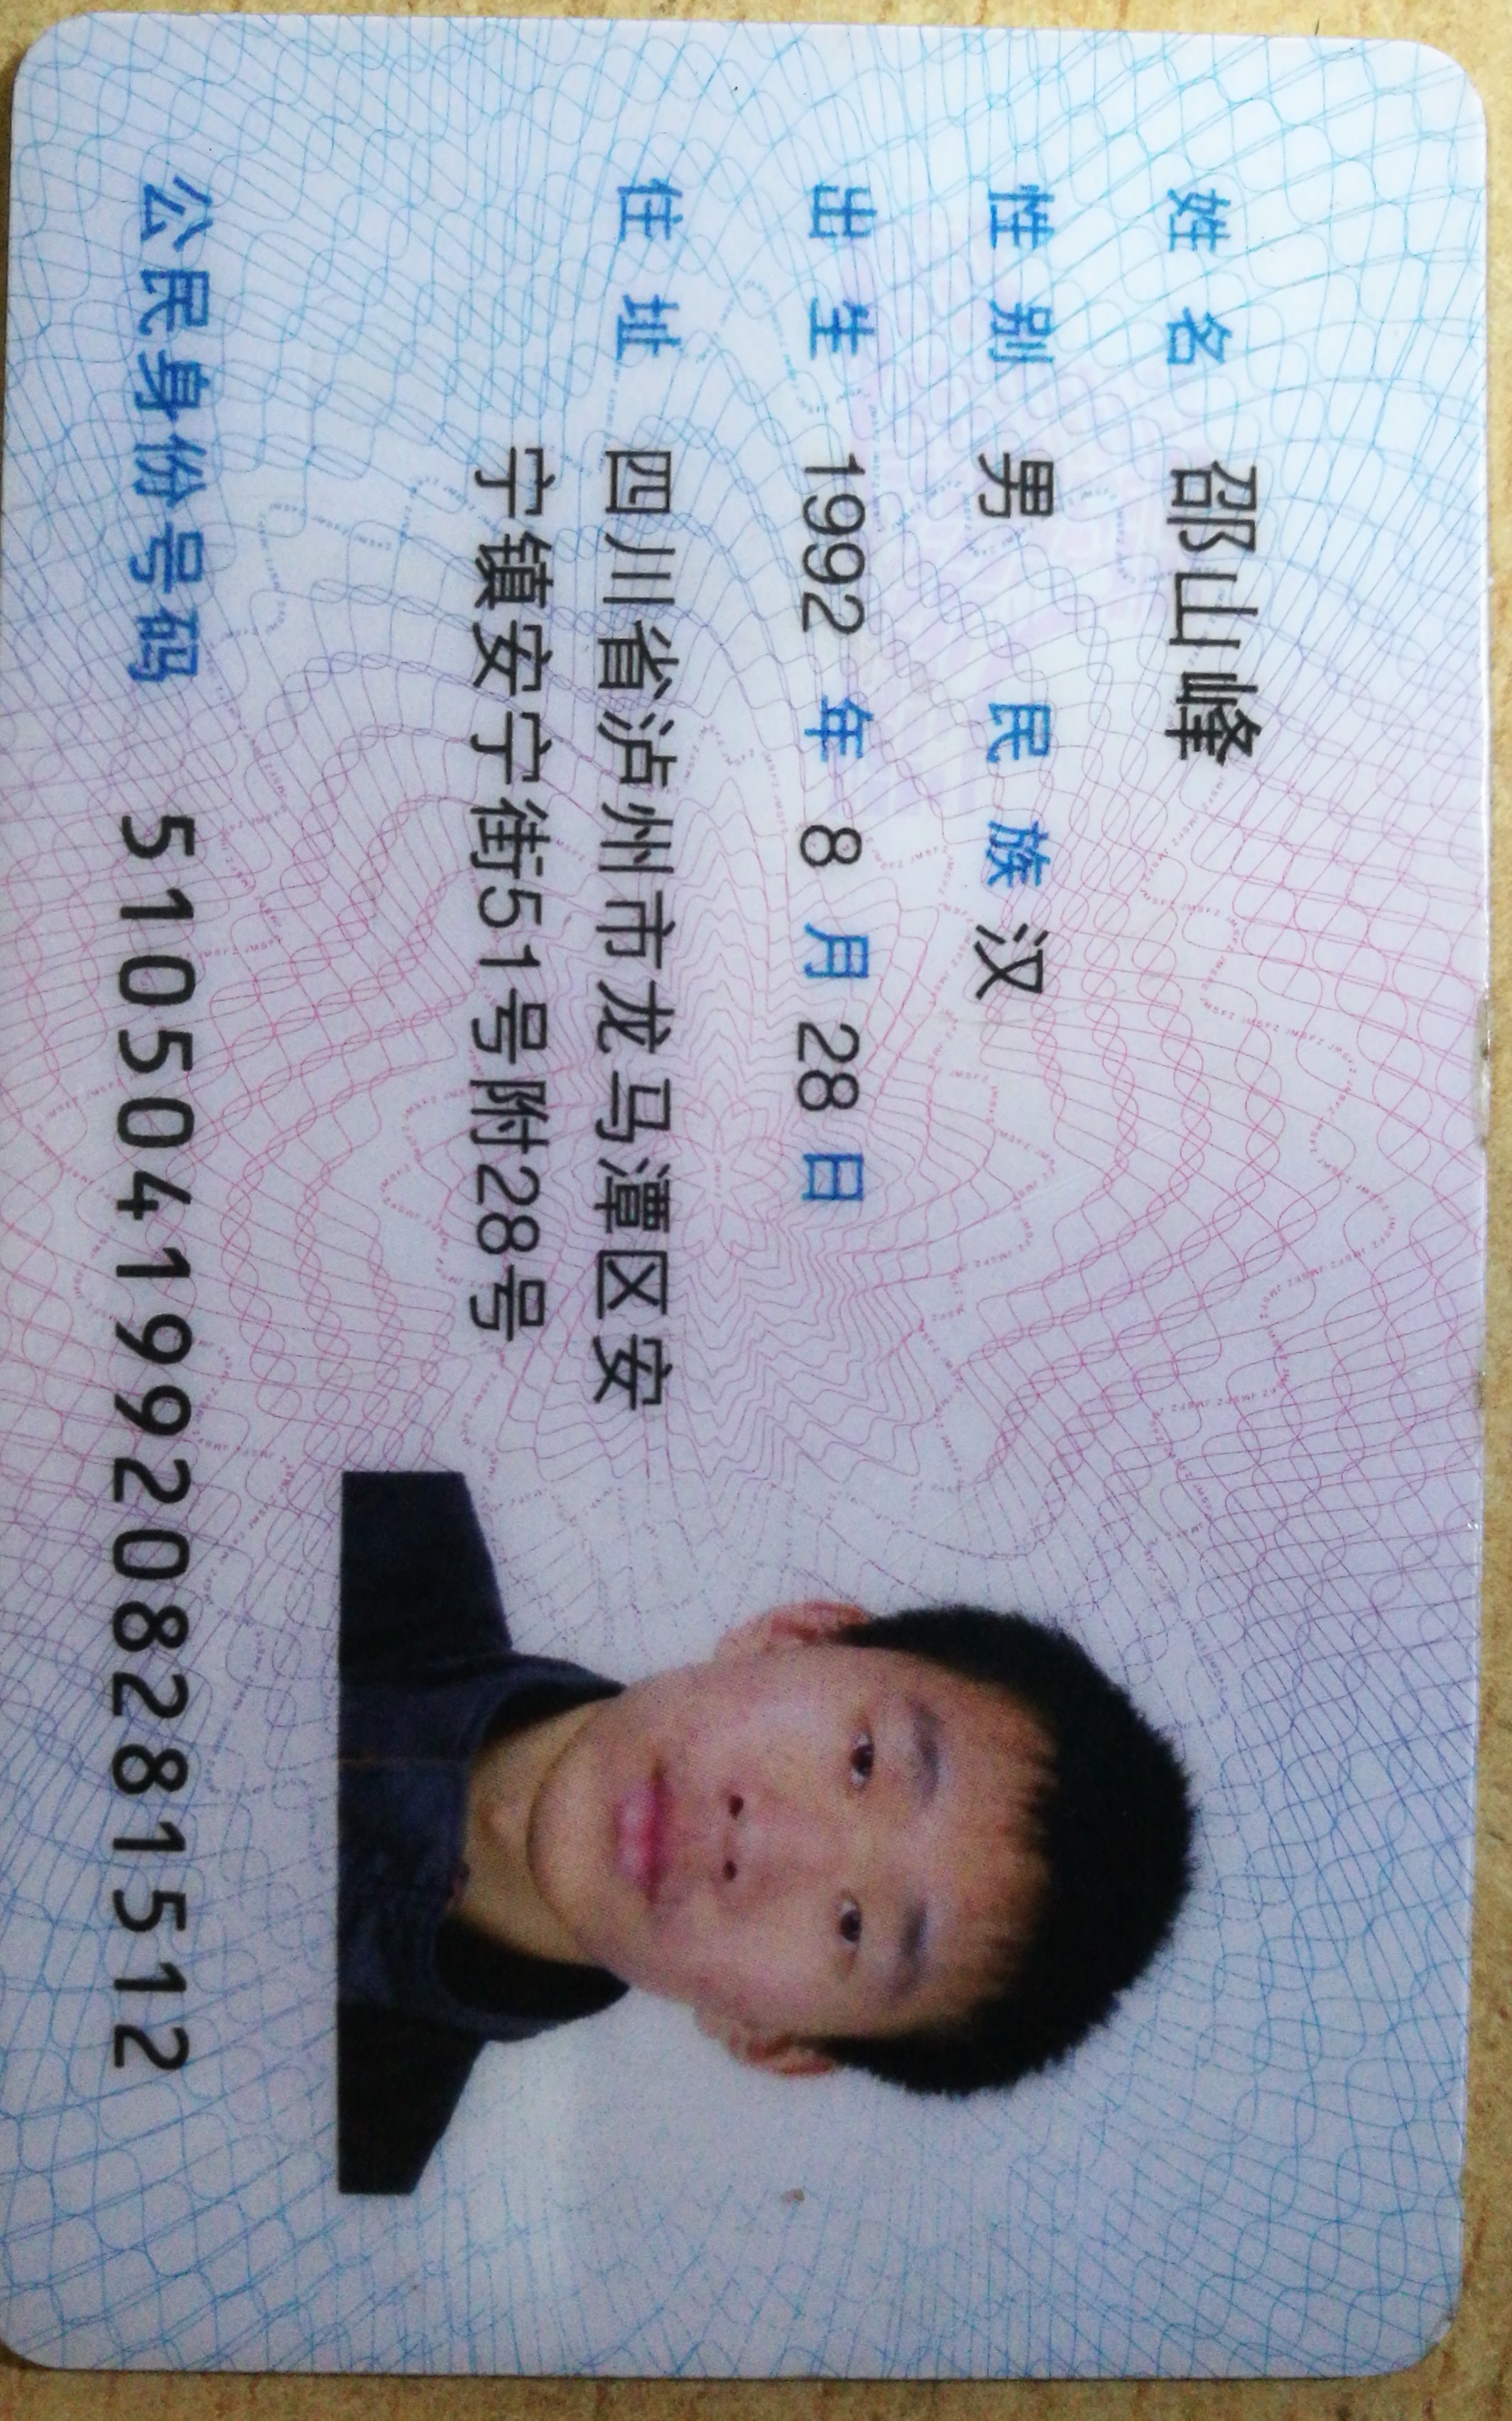 姓名 邵山峰
性别 男 民族 汉
出生 1992 年 8 月 28 日
住址 四川省泸州市龙马潭区安
宁镇安宁街51号附28号
公民身份号码 510504199208281512